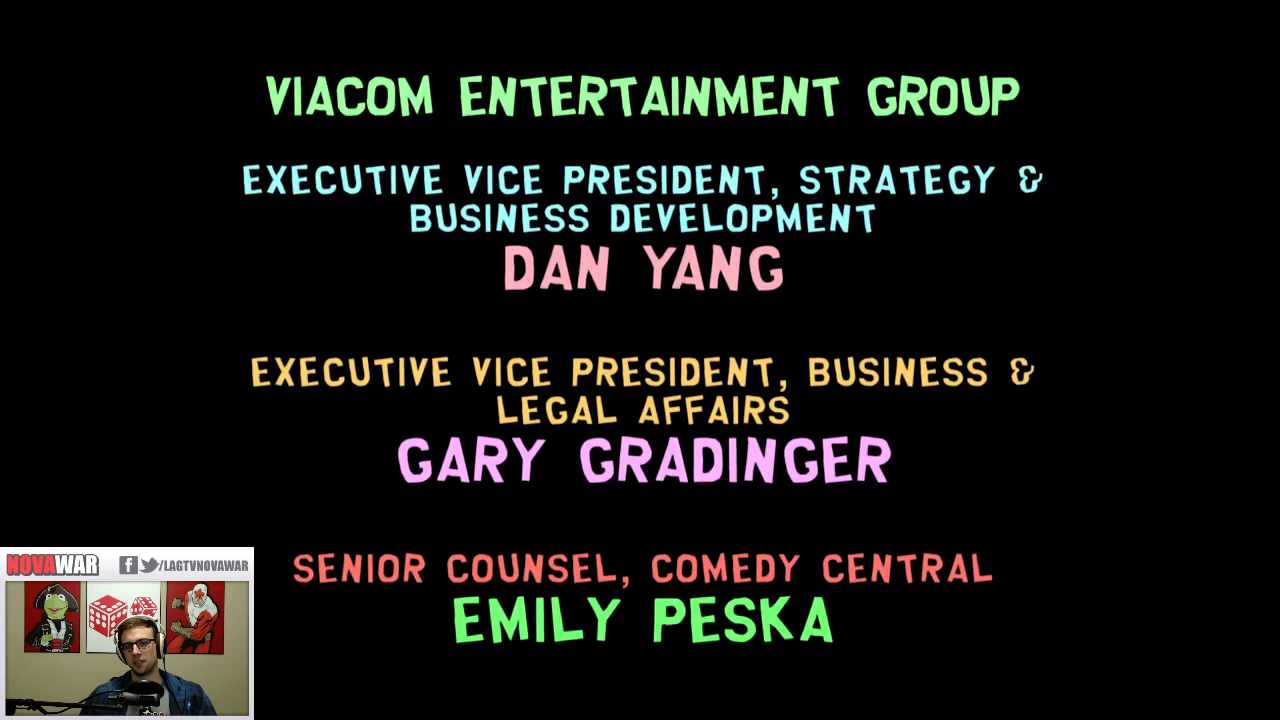 VIACOM ENTERTAINMENT GROUP
EXECUTIVE VICE PRESIDENT, STRATEGY &
BUSINESS DEVELOPMENT
DAN YANG
EXECUTIVE VICE PRESIDENT, BUSINESS &
LEGAL AFFAIRS
GARY GRADINGER
SENIOR COUNSEL, COMEDY CENTRAL
EMILY PESKA
NOVAWAR f /LAGTVNOVAWAR